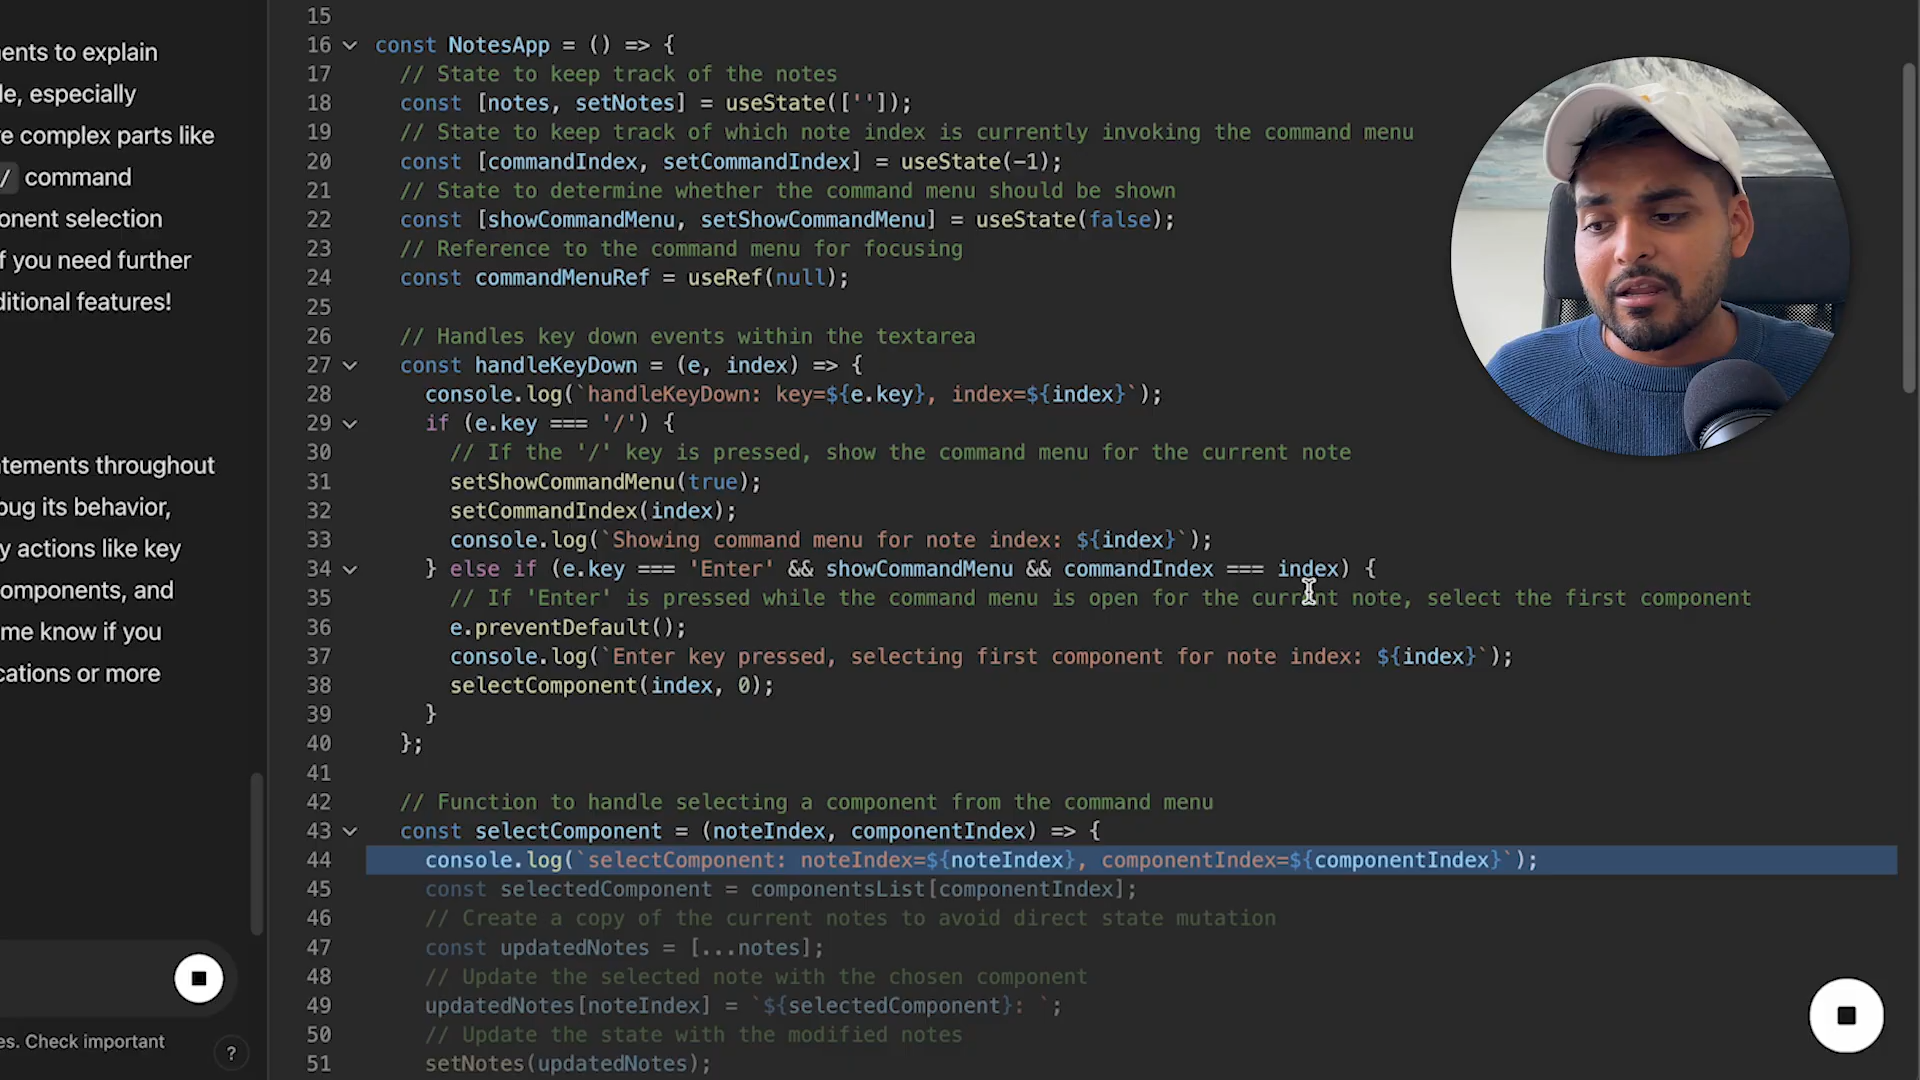 ents to explain
le, especially
re complex parts like
/ command
ponent selection
f you need further
ditional features!
atements throughout
bug its behavior,
y actions like key
omponents, and
me know if you
cations or more
es. Check important
?
15
16 const NotesApp = () => {
17 // State to keep track of the notes
18 const [notes, setNotes] = useState(['']);
19 // State to keep track of which note index is currently invoking the command menu
20 const [commandIndex, setCommandIndex] = useState(-1);
21 // State to determine whether the command menu should be shown
22 const [showCommandMenu, setShowCommandMenu] = useState(false);
23 // Reference to the command menu for focusing
24 const commandMenuRef = useRef(null);
25
26 // Handles key down events within the textarea
27 const handleKeyDown = (e, index) => {
28 console.log(`handleKeyDown: key=${e.key}, index=${index}`);
29 if (e.key === '/') {
30 // If the '/' key is pressed, show the command menu for the current note
31 setShowCommandMenu(true);
32 setCommandIndex(index);
33 console.log(`Showing command menu for note index: ${index}`);
34 } else if (e.key === 'Enter' && showCommandMenu && commandIndex === index) {
35 // If 'Enter' is pressed while the command menu is open for the current note, select the first component
36 e.preventDefault();
37 console.log(`Enter key pressed, selecting first component for note index: ${index}`);
38 selectComponent(index, 0);
39 }
40 };
41
42 // Function to handle selecting a component from the command menu
43 const selectComponent = (noteIndex, componentIndex) => {
44 console.log(`selectComponent: noteIndex=${noteIndex}, componentIndex=${componentIndex}`);
45 const selectedComponent = componentsList[componentIndex];
46 // Create a copy of the current notes to avoid direct state mutation
47 const updatedNotes = [...notes];
48 // Update the selected note with the chosen component
49 updatedNotes[noteIndex] = `${selectedComponent}: `;
50 // Update the state with the modified notes
51 setNotes(updatedNotes);